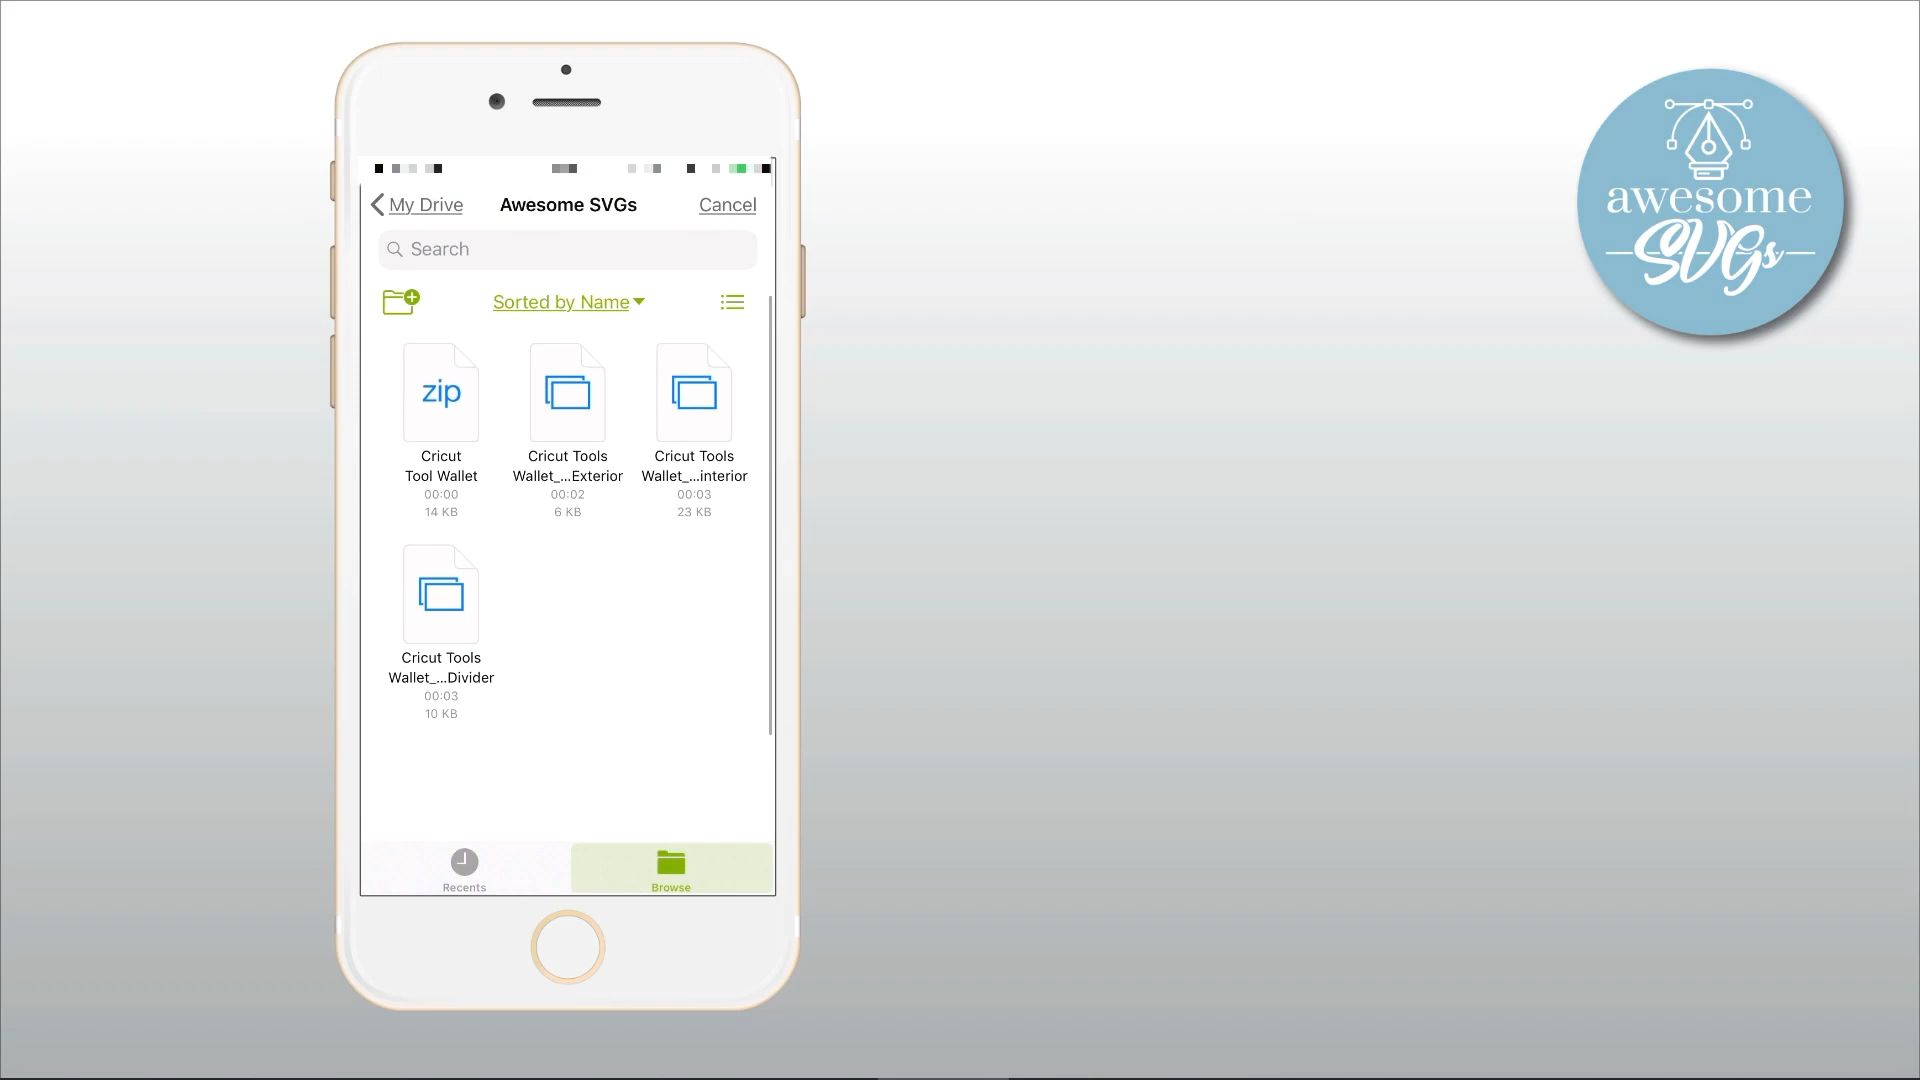 My Drive
Awesome SVGs
Cancel
Search
Sorted by Name
zip
Cricut
Tool Wallet
00:00
14 KB
Cricut Tools
Wallet_...Exterior
00:02
6 KB
Cricut Tools
Wallet_...interior
00:03
23 KB
Cricut Tools
Wallet_...Divider
00:03
10 KB
Recents
Browse
awesome
SVGs